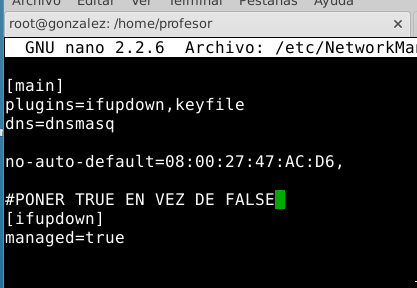 Archivo Editar Ver Terminal Pestañas Ayuda
root@gonzalez: /home/profesor
GNU nano 2.2.6 Archivo: /etc/NetworkMa
[main]
plugins=ifupdown,keyfile
dns=dnsmasq
no-auto-default=08:00:27:47:AC:D6,
#PONER TRUE EN VEZ DE FALSE
[ifupdown]
managed=true